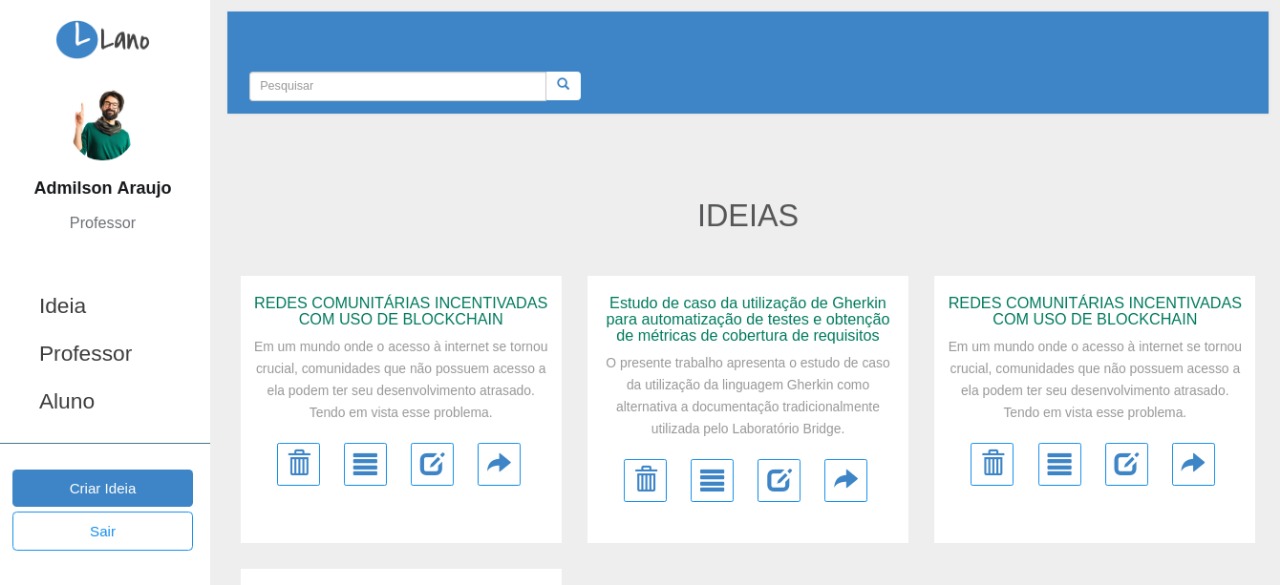 Lano
Admilson Araujo
Professor
Ideia
Professor
Aluno
Criar Ideia
Sair
Pesquisar
IDEIAS
REDES COMUNITÁRIAS INCENTIVADAS
COM USO DE BLOCKCHAIN
Em um mundo onde o acesso à internet se tornou
crucial, comunidades que não possuem acesso a
ela podem ter seu desenvolvimento atrasado.
Tendo em vista esse problema.
Estudo de caso da utilização de Gherkin
para automatização de testes e obtenção
de métricas de cobertura de requisitos
O presente trabalho apresenta o estudo de caso
da utilização da linguagem Gherkin como
alternativa a documentação tradicionalmente
utilizada pelo Laboratório Bridge.
REDES COMUNITÁRIAS INCENTIVADAS
COM USO DE BLOCKCHAIN
Em um mundo onde o acesso à internet se tornou
crucial, comunidades que não possuem acesso a
ela podem ter seu desenvolvimento atrasado.
Tendo em vista esse problema.